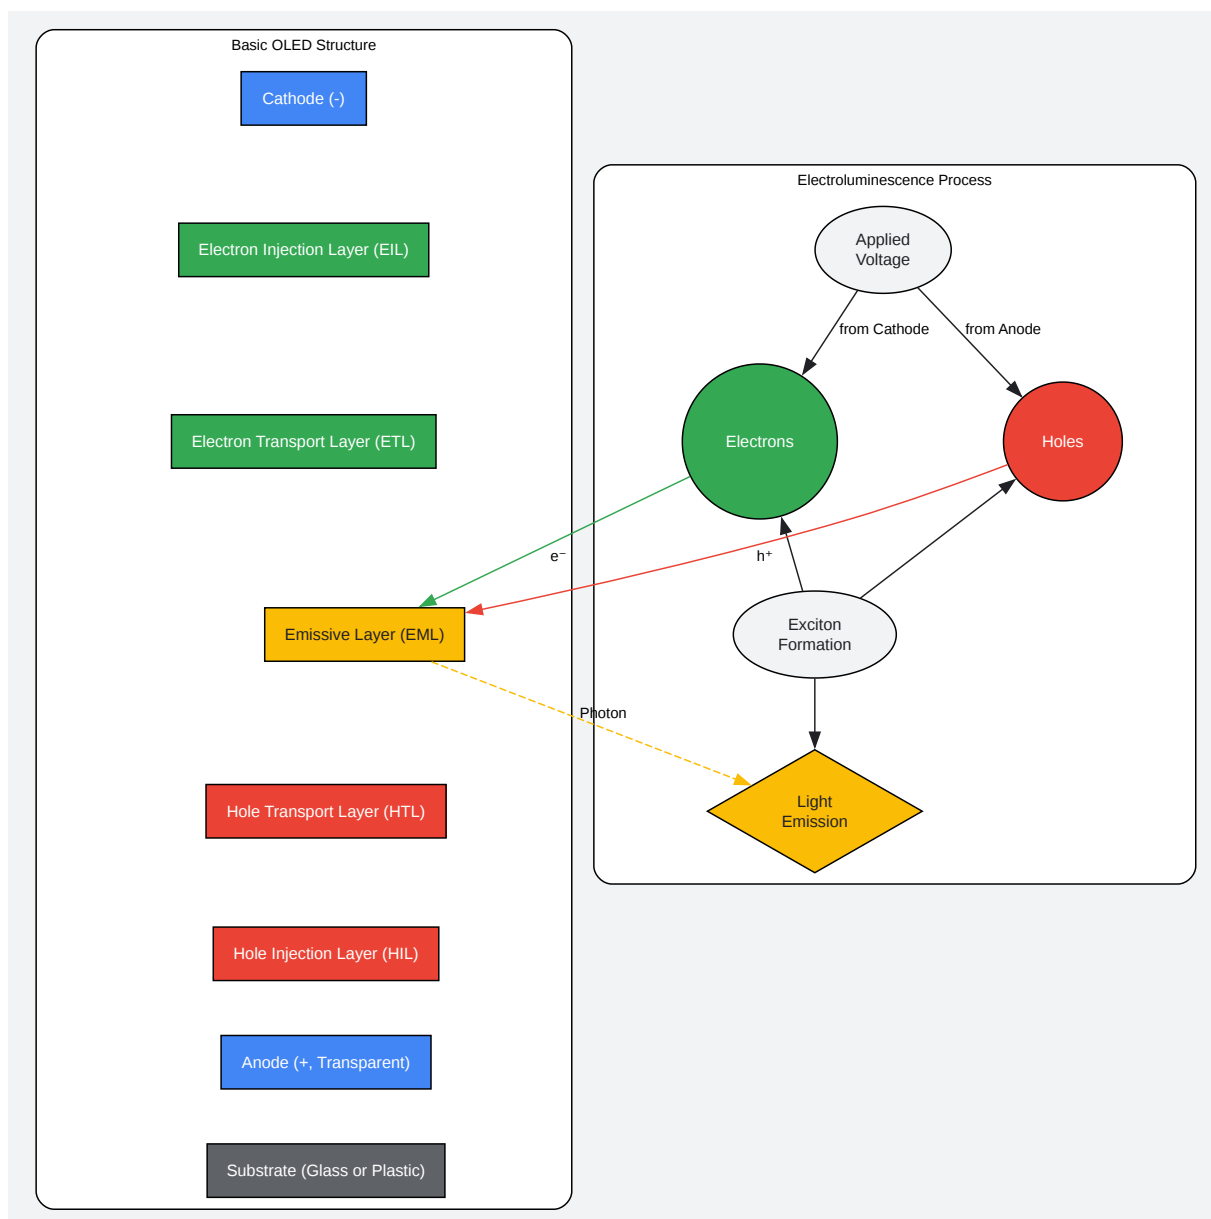 Basic OLED Structure
Cathode (-)
Electron Injection Layer (EIL)
Electron Transport Layer (ETL)
Emissive Layer (EML)
Hole Transport Layer (HTL)
Hole Injection Layer (HIL)
Anode (+, Transparent)
Substrate (Glass or Plastic)
Electroluminescence Process
Applied
Voltage
from Cathode
from Anode
Electrons
Holes
e⁻
h⁺
Exciton
Formation
Photon
Light
Emission